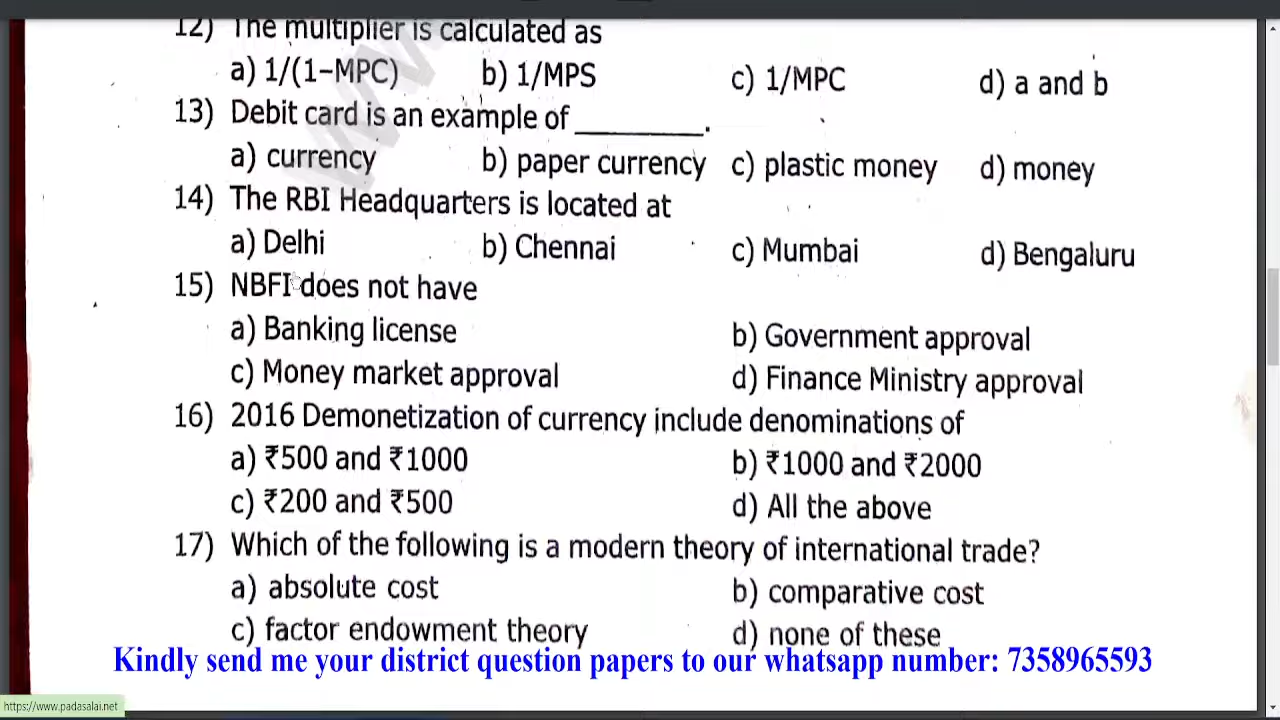 12) The multiplier is calculated as
a) 1/(1-MPC) b) 1/MPS c) 1/MPC d) a and b
13) Debit card is an example of ________.
a) currency b) paper currency c) plastic money d) money
14) The RBI Headquarters is located at
a) Delhi b) Chennai c) Mumbai d) Bengaluru
15) NBFI does not have
a) Banking license b) Government approval
c) Money market approval d) Finance Ministry approval
16) 2016 Demonetization of currency include denominations of
a) ₹500 and ₹1000 b) ₹1000 and ₹2000
c) ₹200 and ₹500 d) All the above
17) Which of the following is a modern theory of international trade?
a) absolute cost b) comparative cost
c) factor endowment theory d) none of these
Kindly send me your district question papers to our whatsapp number: 7358965593
https://www.padasalai.net